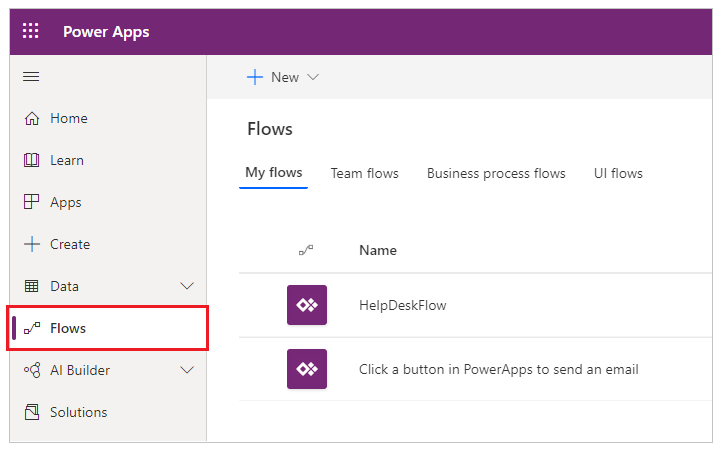 Power Apps
New
Home
Learn
Apps
Create
Data
Flows
AI Builder
Solutions
Flows
My flows Team flows Business process flows UI flows
Name
HelpDeskFlow
Click a button in PowerApps to send an email